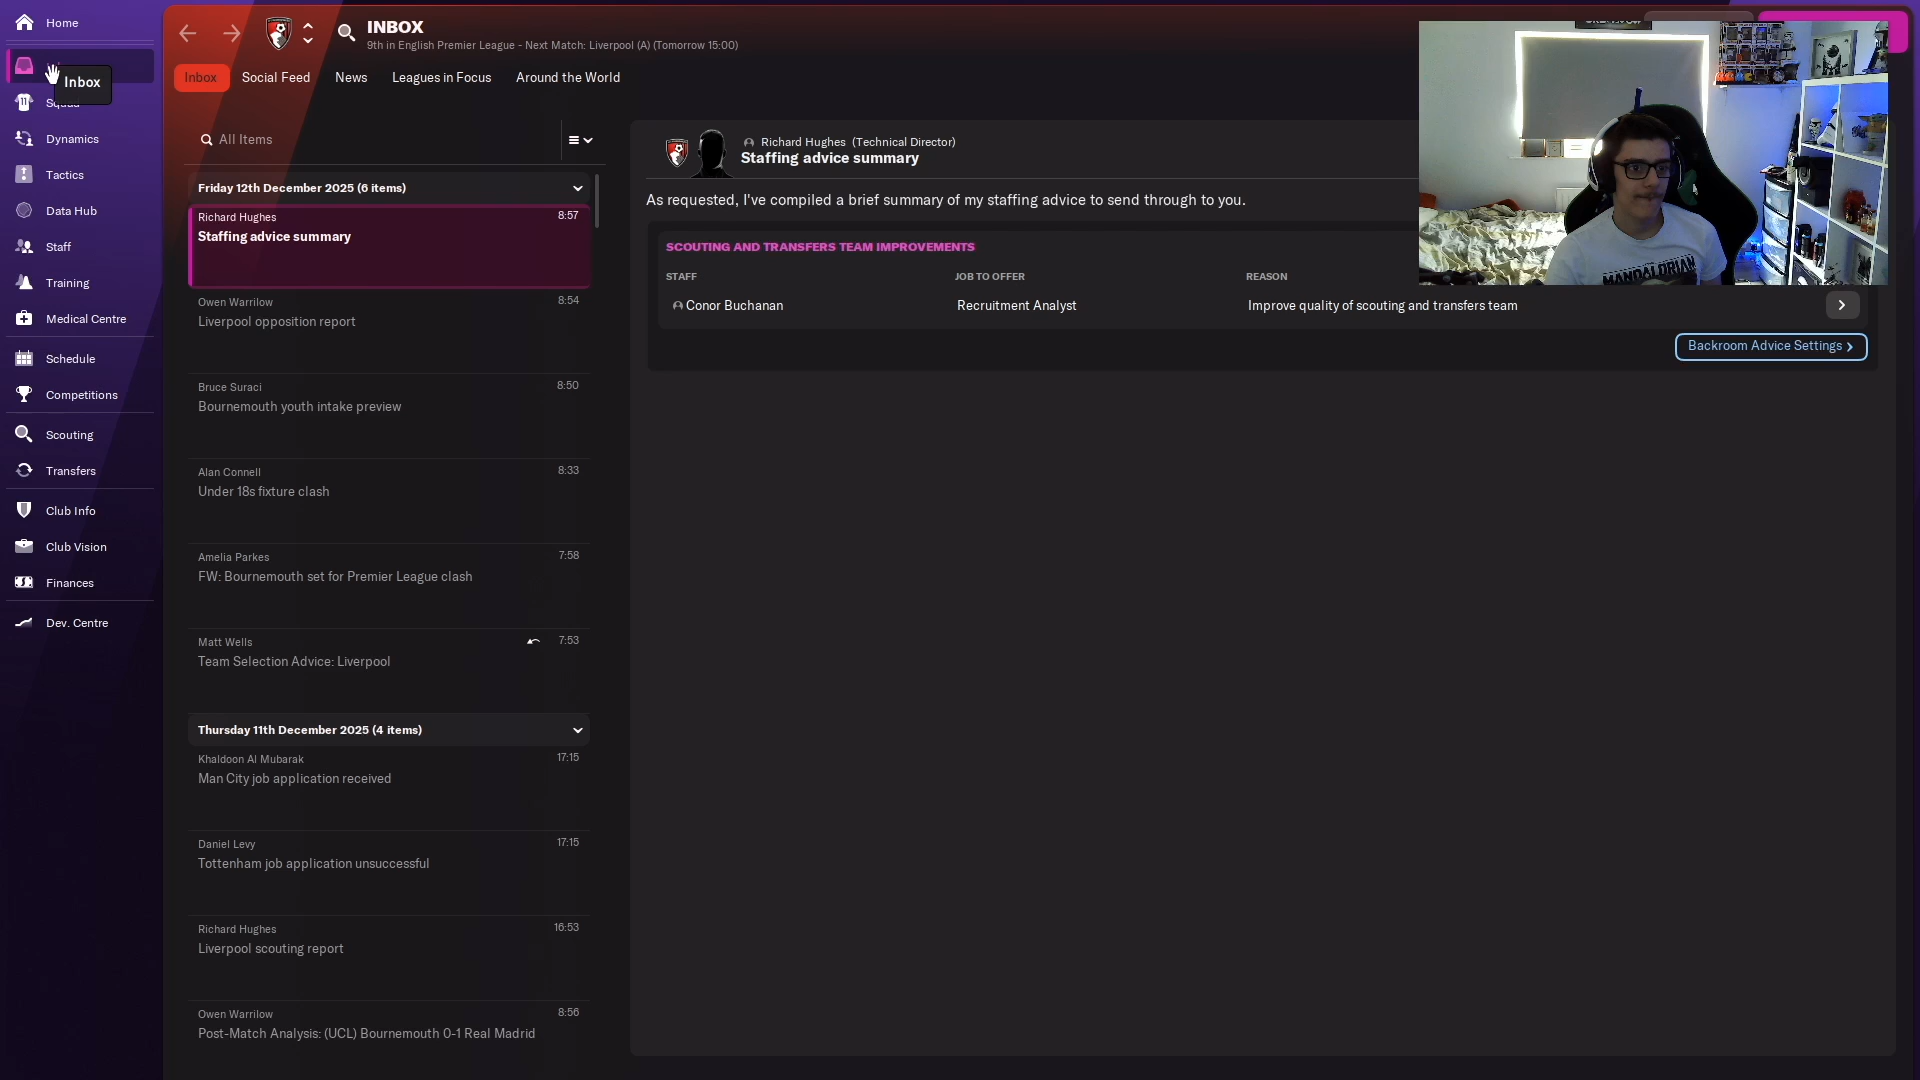 Home
INBOX
9th in English Premier League - Next Match: Liverpool (A) (Tomorrow 15:00)
Inbox
Social Feed
News
Leagues in Focus
Around the World
Inbox
Squad
Dynamics
Tactics
Data Hub
Staff
Training
Medical Centre
Schedule
Competitions
Scouting
Transfers
Club Info
Club Vision
Finances
Dev. Centre
All Items
Friday 12th December 2025 (6 items)
Richard Hughes 8:57
Staffing advice summary
Owen Warrilow 8:54
Liverpool opposition report
Bruce Suraci 8:50
Bournemouth youth intake preview
Alan Connell 8:33
Under 18s fixture clash
Amelia Parkes 7:58
FW: Bournemouth set for Premier League clash
Matt Wells 7:53
Team Selection Advice: Liverpool
Thursday 11th December 2025 (4 items)
Khaldoon Al Mubarak 17:15
Man City job application received
Daniel Levy 17:15
Tottenham job application unsuccessful
Richard Hughes 16:53
Liverpool scouting report
Owen Warrilow 8:56
Post-Match Analysis: (UCL) Bournemouth 0-1 Real Madrid
Richard Hughes (Technical Director)
Staffing advice summary
As requested, I've compiled a brief summary of my staffing advice to send through to you.
SCOUTING AND TRANSFERS TEAM IMPROVEMENTS
STAFF JOB TO OFFER REASON
Conor Buchanan Recruitment Analyst Improve quality of scouting and transfers team
Backroom Advice Settings
MANDALORIAN